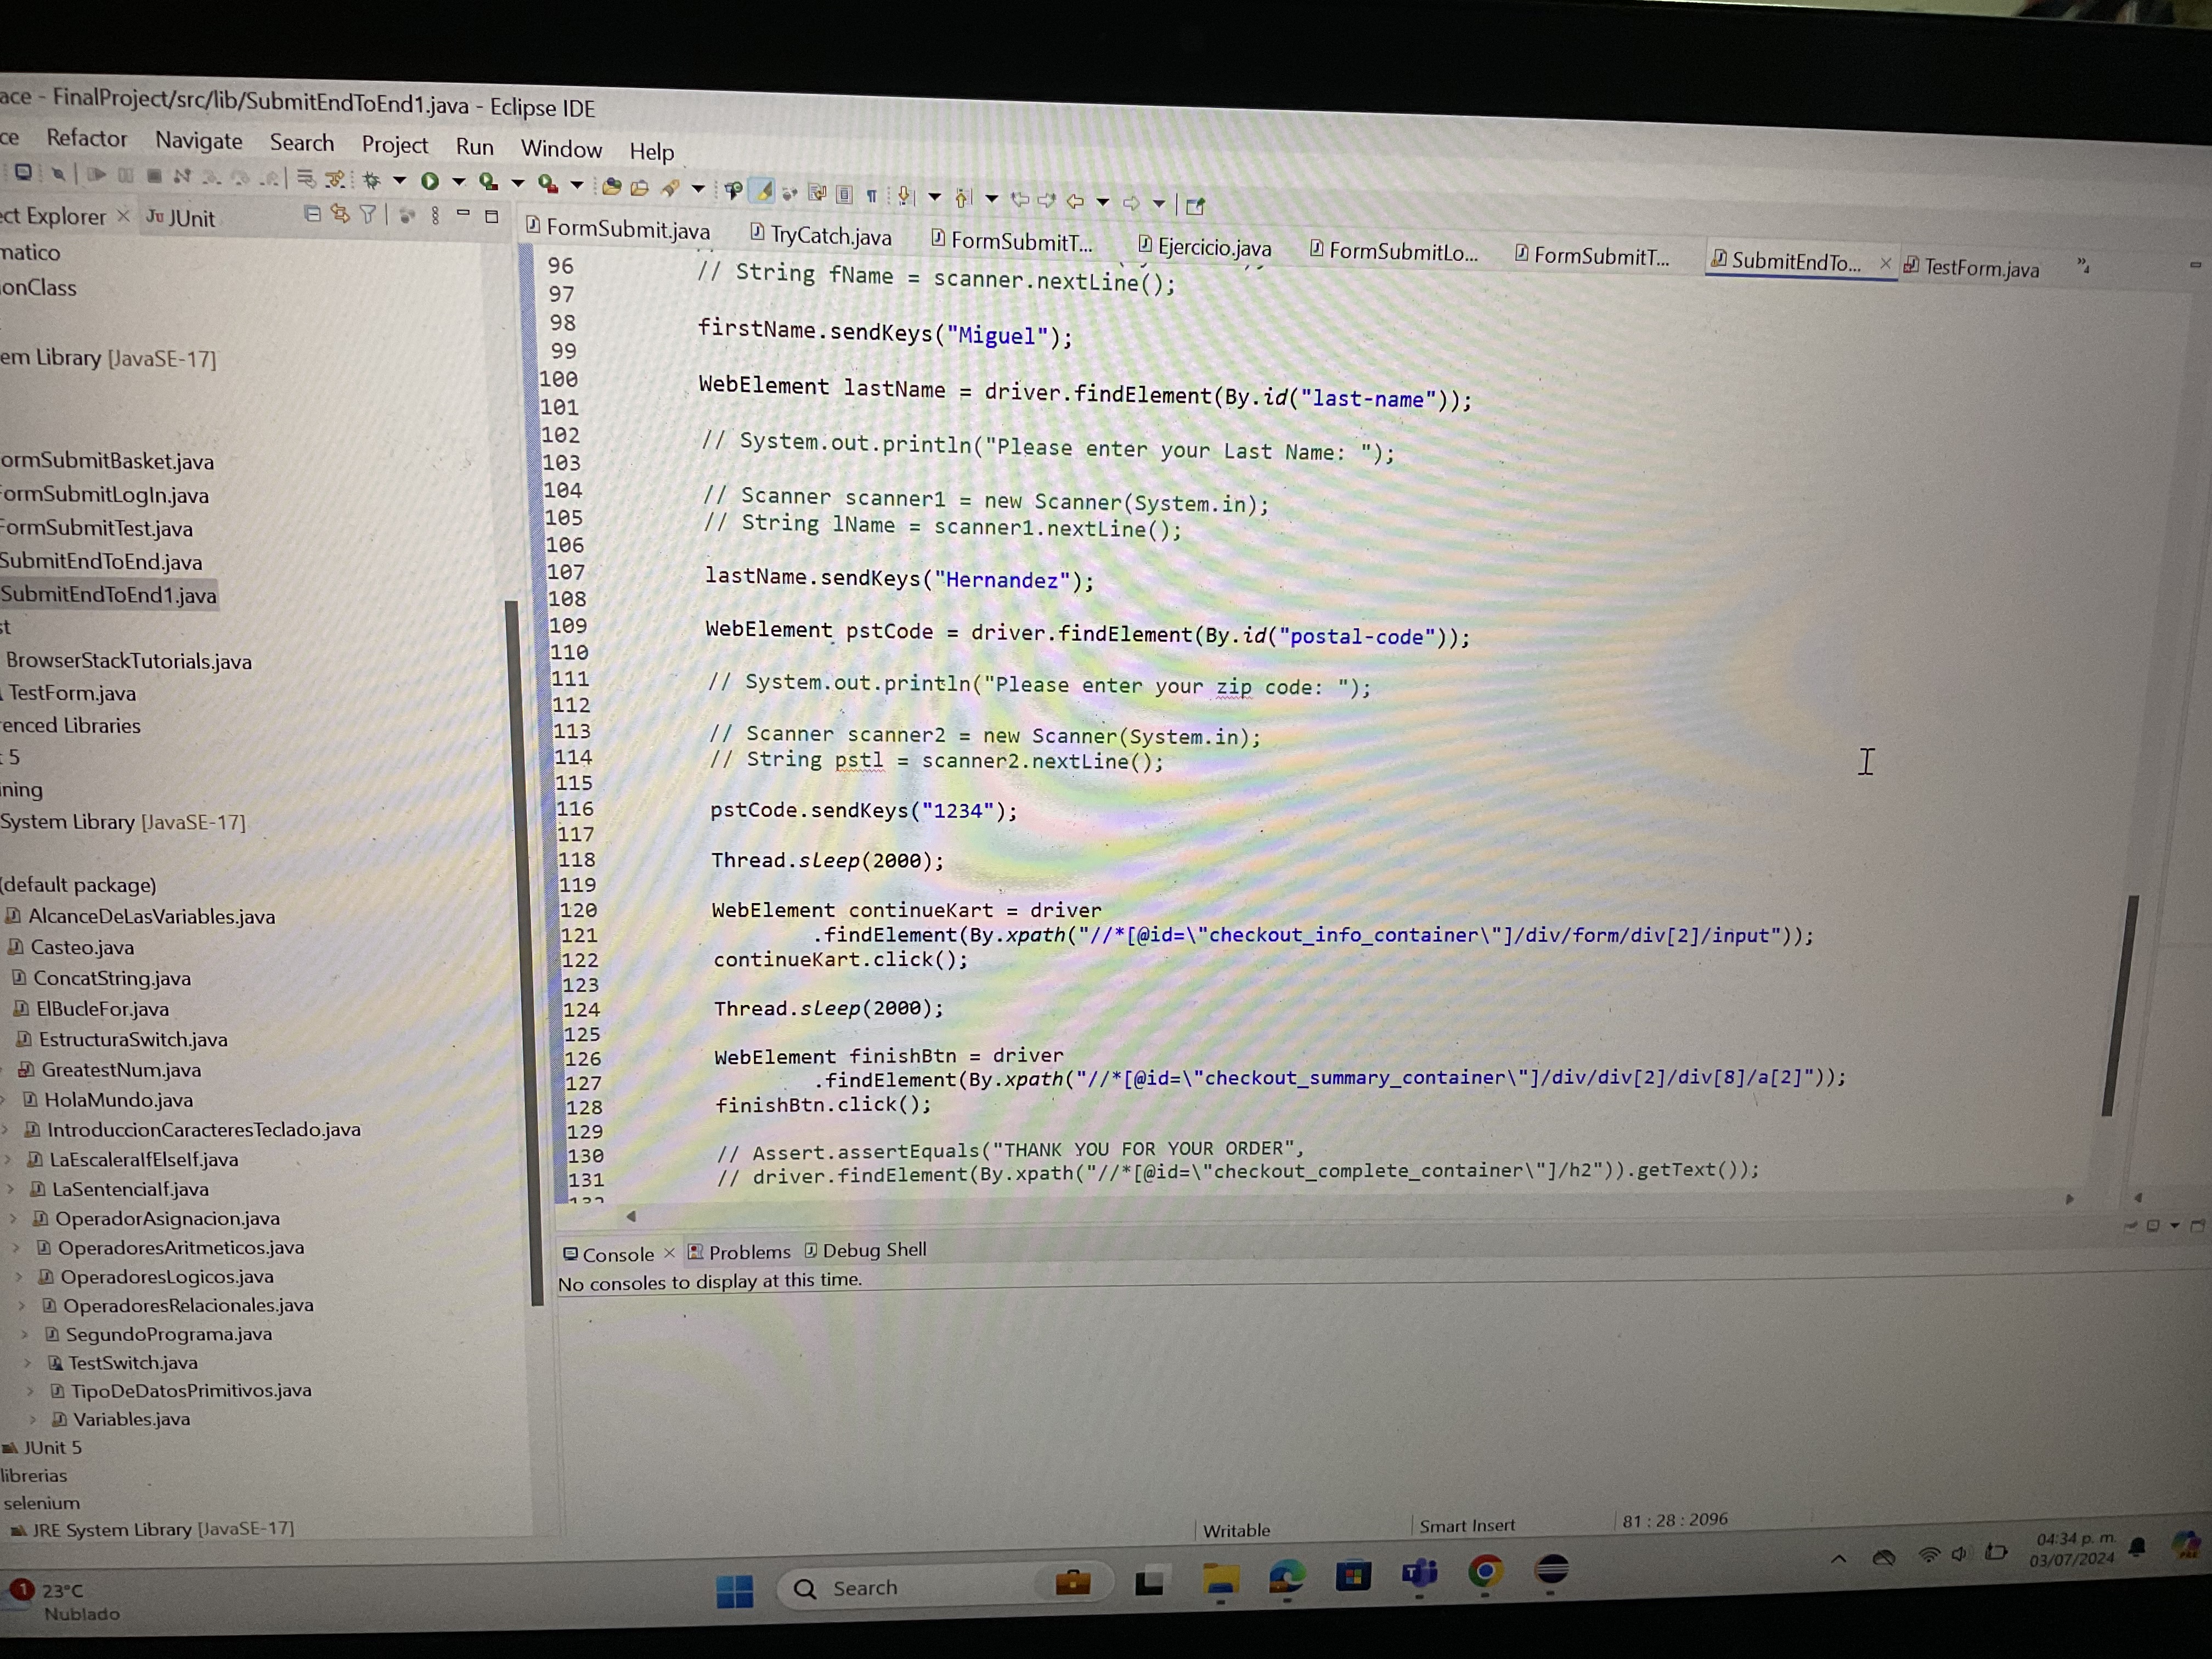 ace - FinalProject/src/lib/SubmitEndToEnd1.java - Eclipse IDE
ce Refactor Navigate Search Project Run Window Help
ect Explorer JUnit
FormSubmit.java TryCatch.java FormSubmitT... Ejercicio.java FormSubmitLo... FormSubmitT... SubmitEndTo... TestForm.java
matico
onClass
em Library [JavaSE-17]
ormSubmitBasket.java
FormSubmitLogIn.java
FormSubmitTest.java
SubmitEndToEnd.java
SubmitEndToEnd1.java
st
BrowserStackTutorials.java
TestForm.java
renced Libraries
t 5
ining
System Library [JavaSE-17]
(default package)
AlcanceDeLasVariables.java
Casteo.java
ConcatString.java
ElBucleFor.java
EstructuraSwitch.java
GreatestNum.java
HolaMundo.java
IntroduccionCaracteresTeclado.java
LaEscaleraIfElseIf.java
LaSentenciaIf.java
OperadorAsignacion.java
OperadoresAritmeticos.java
OperadoresLogicos.java
OperadoresRelacionales.java
SegundoPrograma.java
TestSwitch.java
TipoDeDatosPrimitivos.java
Variables.java
JUnit 5
librerias
selenium
JRE System Library [JavaSE-17]
96 // String fName = scanner.nextLine();
97
98 firstName.sendKeys("Miguel");
99
100 WebElement lastName = driver.findElement(By.id("last-name"));
101
102 // System.out.println("Please enter your Last Name: ");
103
104 // Scanner scanner1 = new Scanner(System.in);
105 // String lName = scanner1.nextLine();
106
107 lastName.sendKeys("Hernandez");
108
109 WebElement pstCode = driver.findElement(By.id("postal-code"));
110
111 // System.out.println("Please enter your zip code: ");
112
113 // Scanner scanner2 = new Scanner(System.in);
114 // String pstl = scanner2.nextLine();
115
116 pstCode.sendKeys("1234");
117
118 Thread.sleep(2000);
119
120 WebElement continueKart = driver
121 .findElement(By.xpath("//*[@id=\"checkout_info_container\"]/div/form/div[2]/input"));
122 continueKart.click();
123
124 Thread.sleep(2000);
125
126 WebElement finishBtn = driver
127 .findElement(By.xpath("//*[@id=\"checkout_summary_container\"]/div/div[2]/div[8]/a[2]"));
128 finishBtn.click();
129
130 // Assert.assertEquals("THANK YOU FOR YOUR ORDER",
131 // driver.findElement(By.xpath("//*[@id=\"checkout_complete_container\"]/h2")).getText());
Console Problems Debug Shell
No consoles to display at this time.
Writable Smart Insert 81 : 28 : 2096
1 23°C
Nublado
Search
04:34 p. m.
03/07/2024